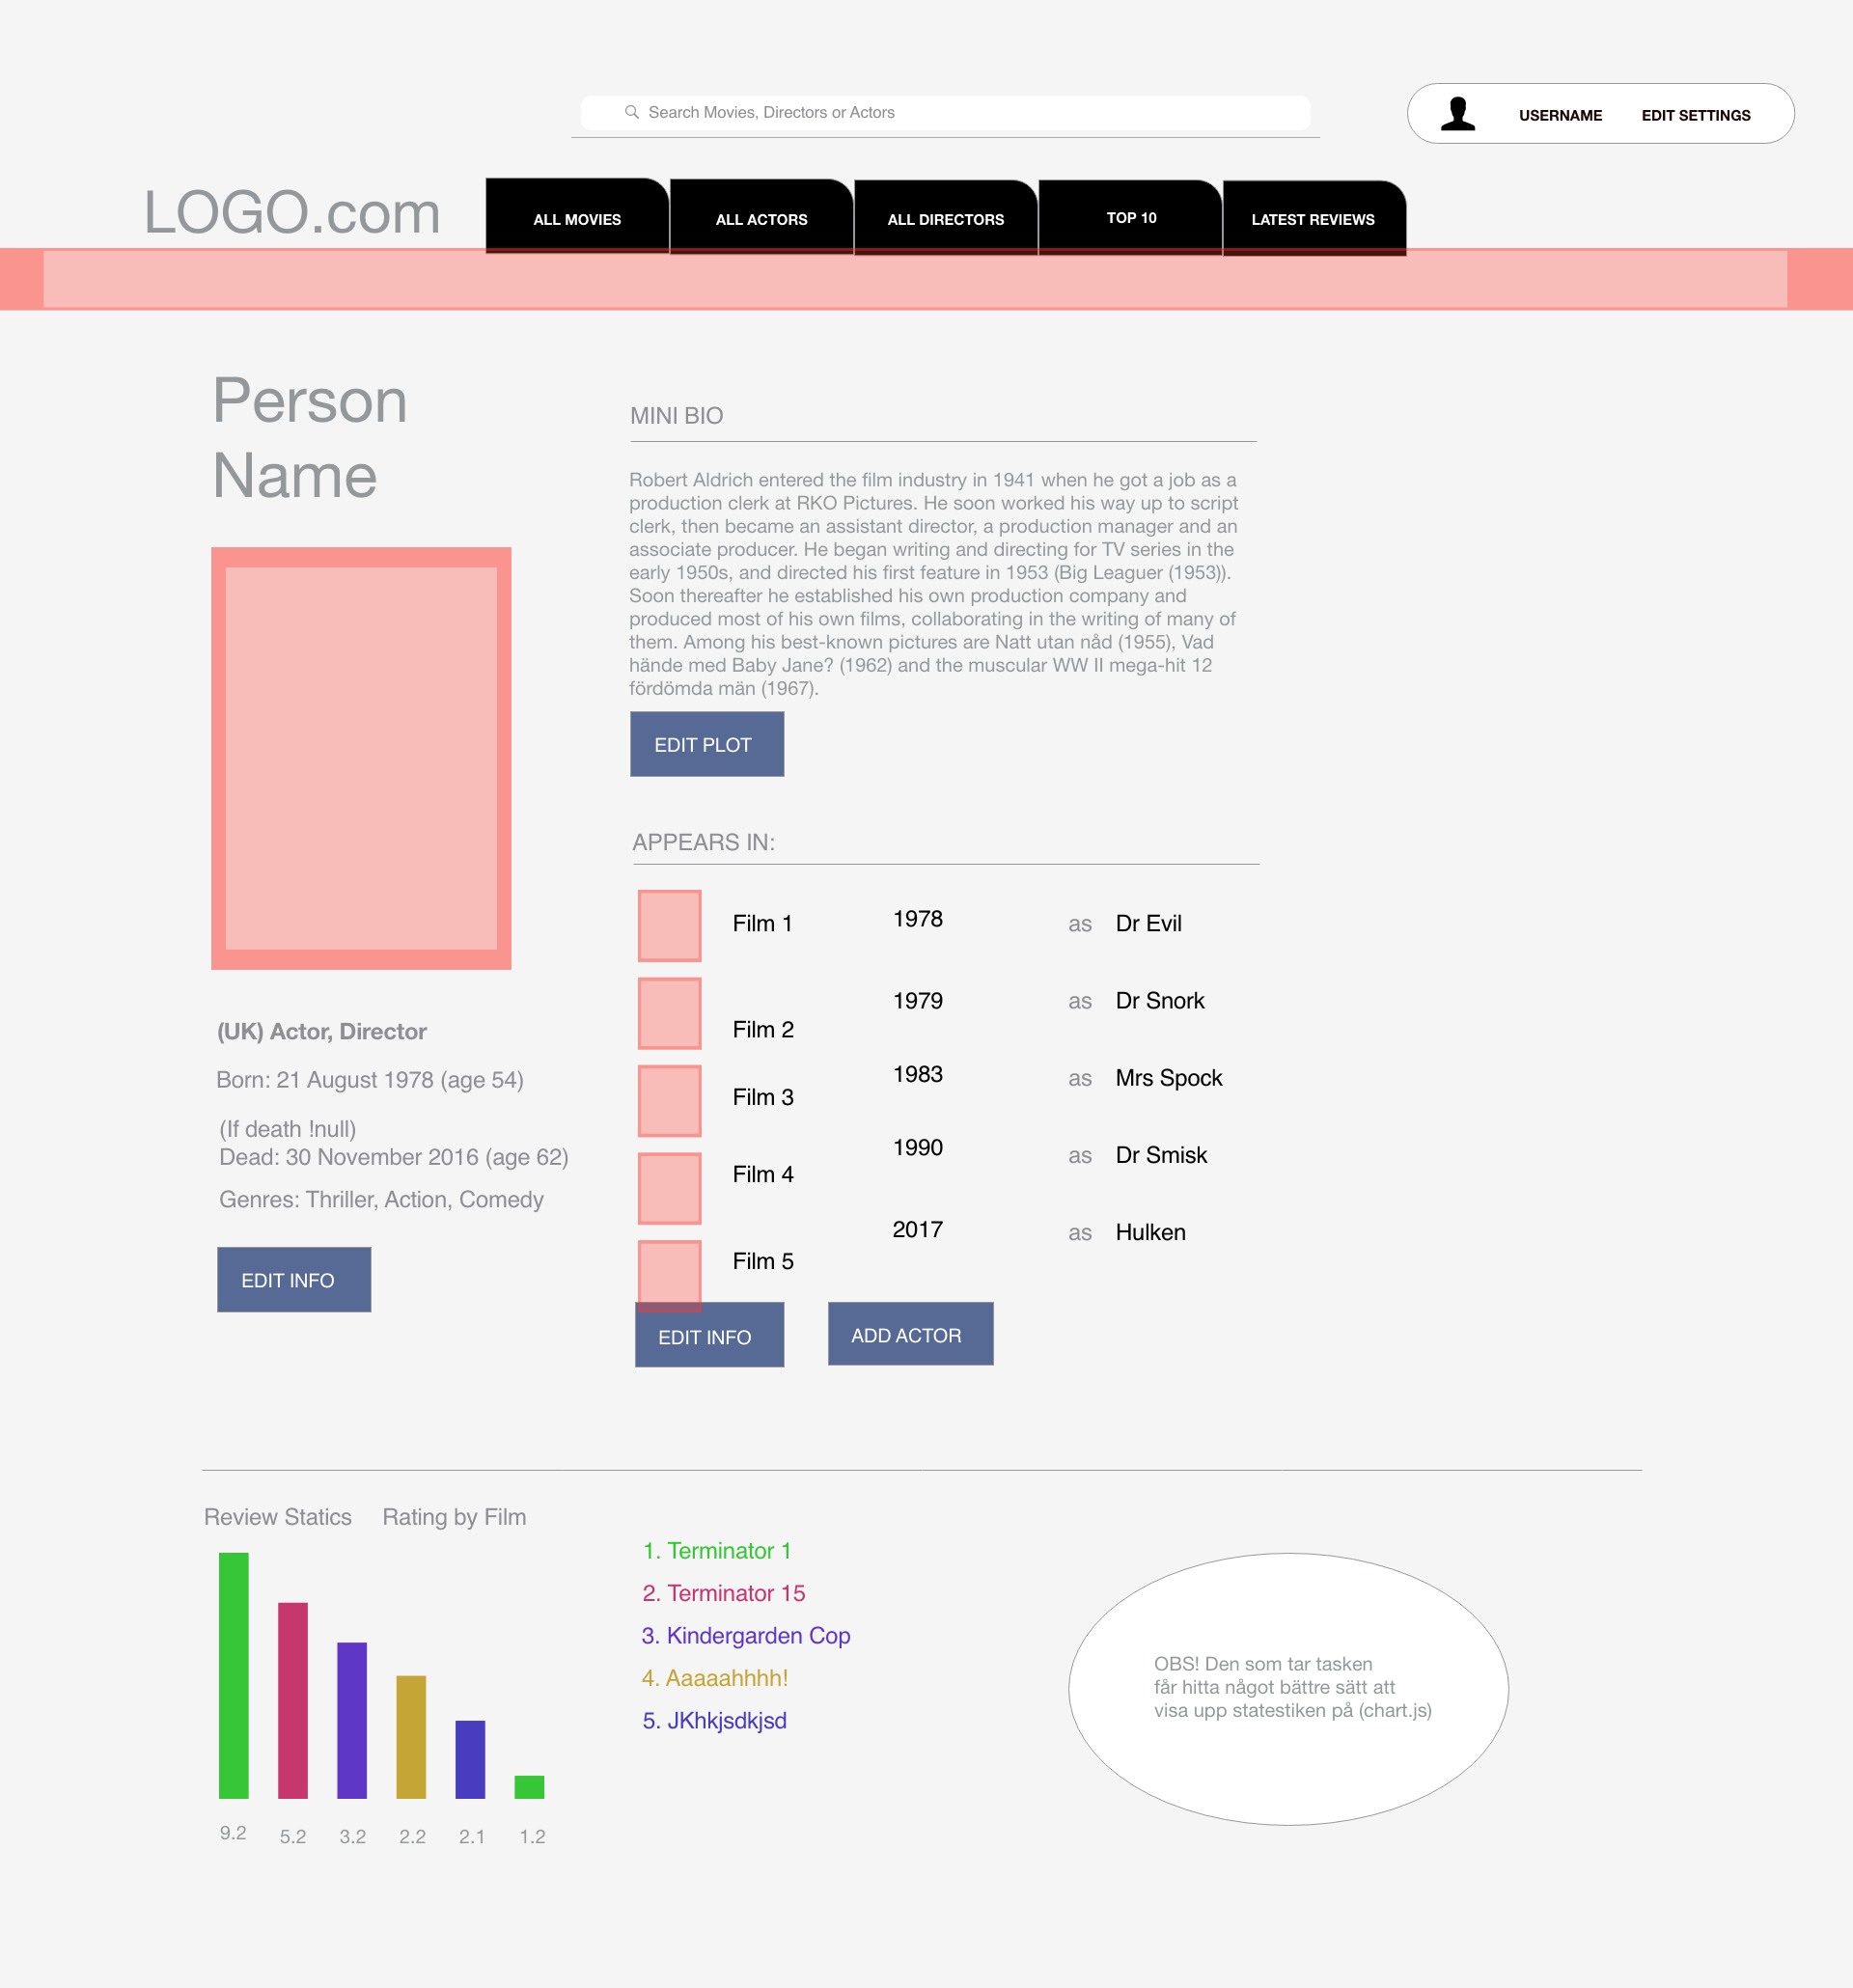 Search Movies, Directors or Actors
USERNAME EDIT SETTINGS
LOGO.com
ALL MOVIES ALL ACTORS ALL DIRECTORS TOP 10 LATEST REVIEWS
Person
Name
MINI BIO
Robert Aldrich entered the film industry in 1941 when he got a job as a
production clerk at RKO Pictures. He soon worked his way up to script
clerk, then became an assistant director, a production manager and an
associate producer. He began writing and directing for TV series in the
early 1950s, and directed his first feature in 1953 (Big Leaguer (1953)).
Soon thereafter he established his own production company and
produced most of his own films, collaborating in the writing of many of
them. Among his best-known pictures are Natt utan nåd (1955), Vad
hände med Baby Jane? (1962) and the muscular WW II mega-hit 12
fördömda män (1967).
EDIT PLOT
(UK) Actor, Director
Born: 21 August 1978 (age 54)
(If death !null)
Dead: 30 November 2016 (age 62)
Genres: Thriller, Action, Comedy
EDIT INFO
APPEARS IN:
Film 1 1978 as Dr Evil
Film 2 1979 as Dr Snork
Film 3 1983 as Mrs Spock
Film 4 1990 as Dr Smisk
Film 5 2017 as Hulken
EDIT INFO ADD ACTOR
Review Statics Rating by Film
9.2 5.2 3.2 2.2 2.1 1.2
1. Terminator 1
2. Terminator 15
3. Kindergarden Cop
4. Aaaaahhhh!
5. JKhkjsdkjsd
OBS! Den som tar tasken
får hitta något bättre sätt att
visa upp statestiken på (chart.js)